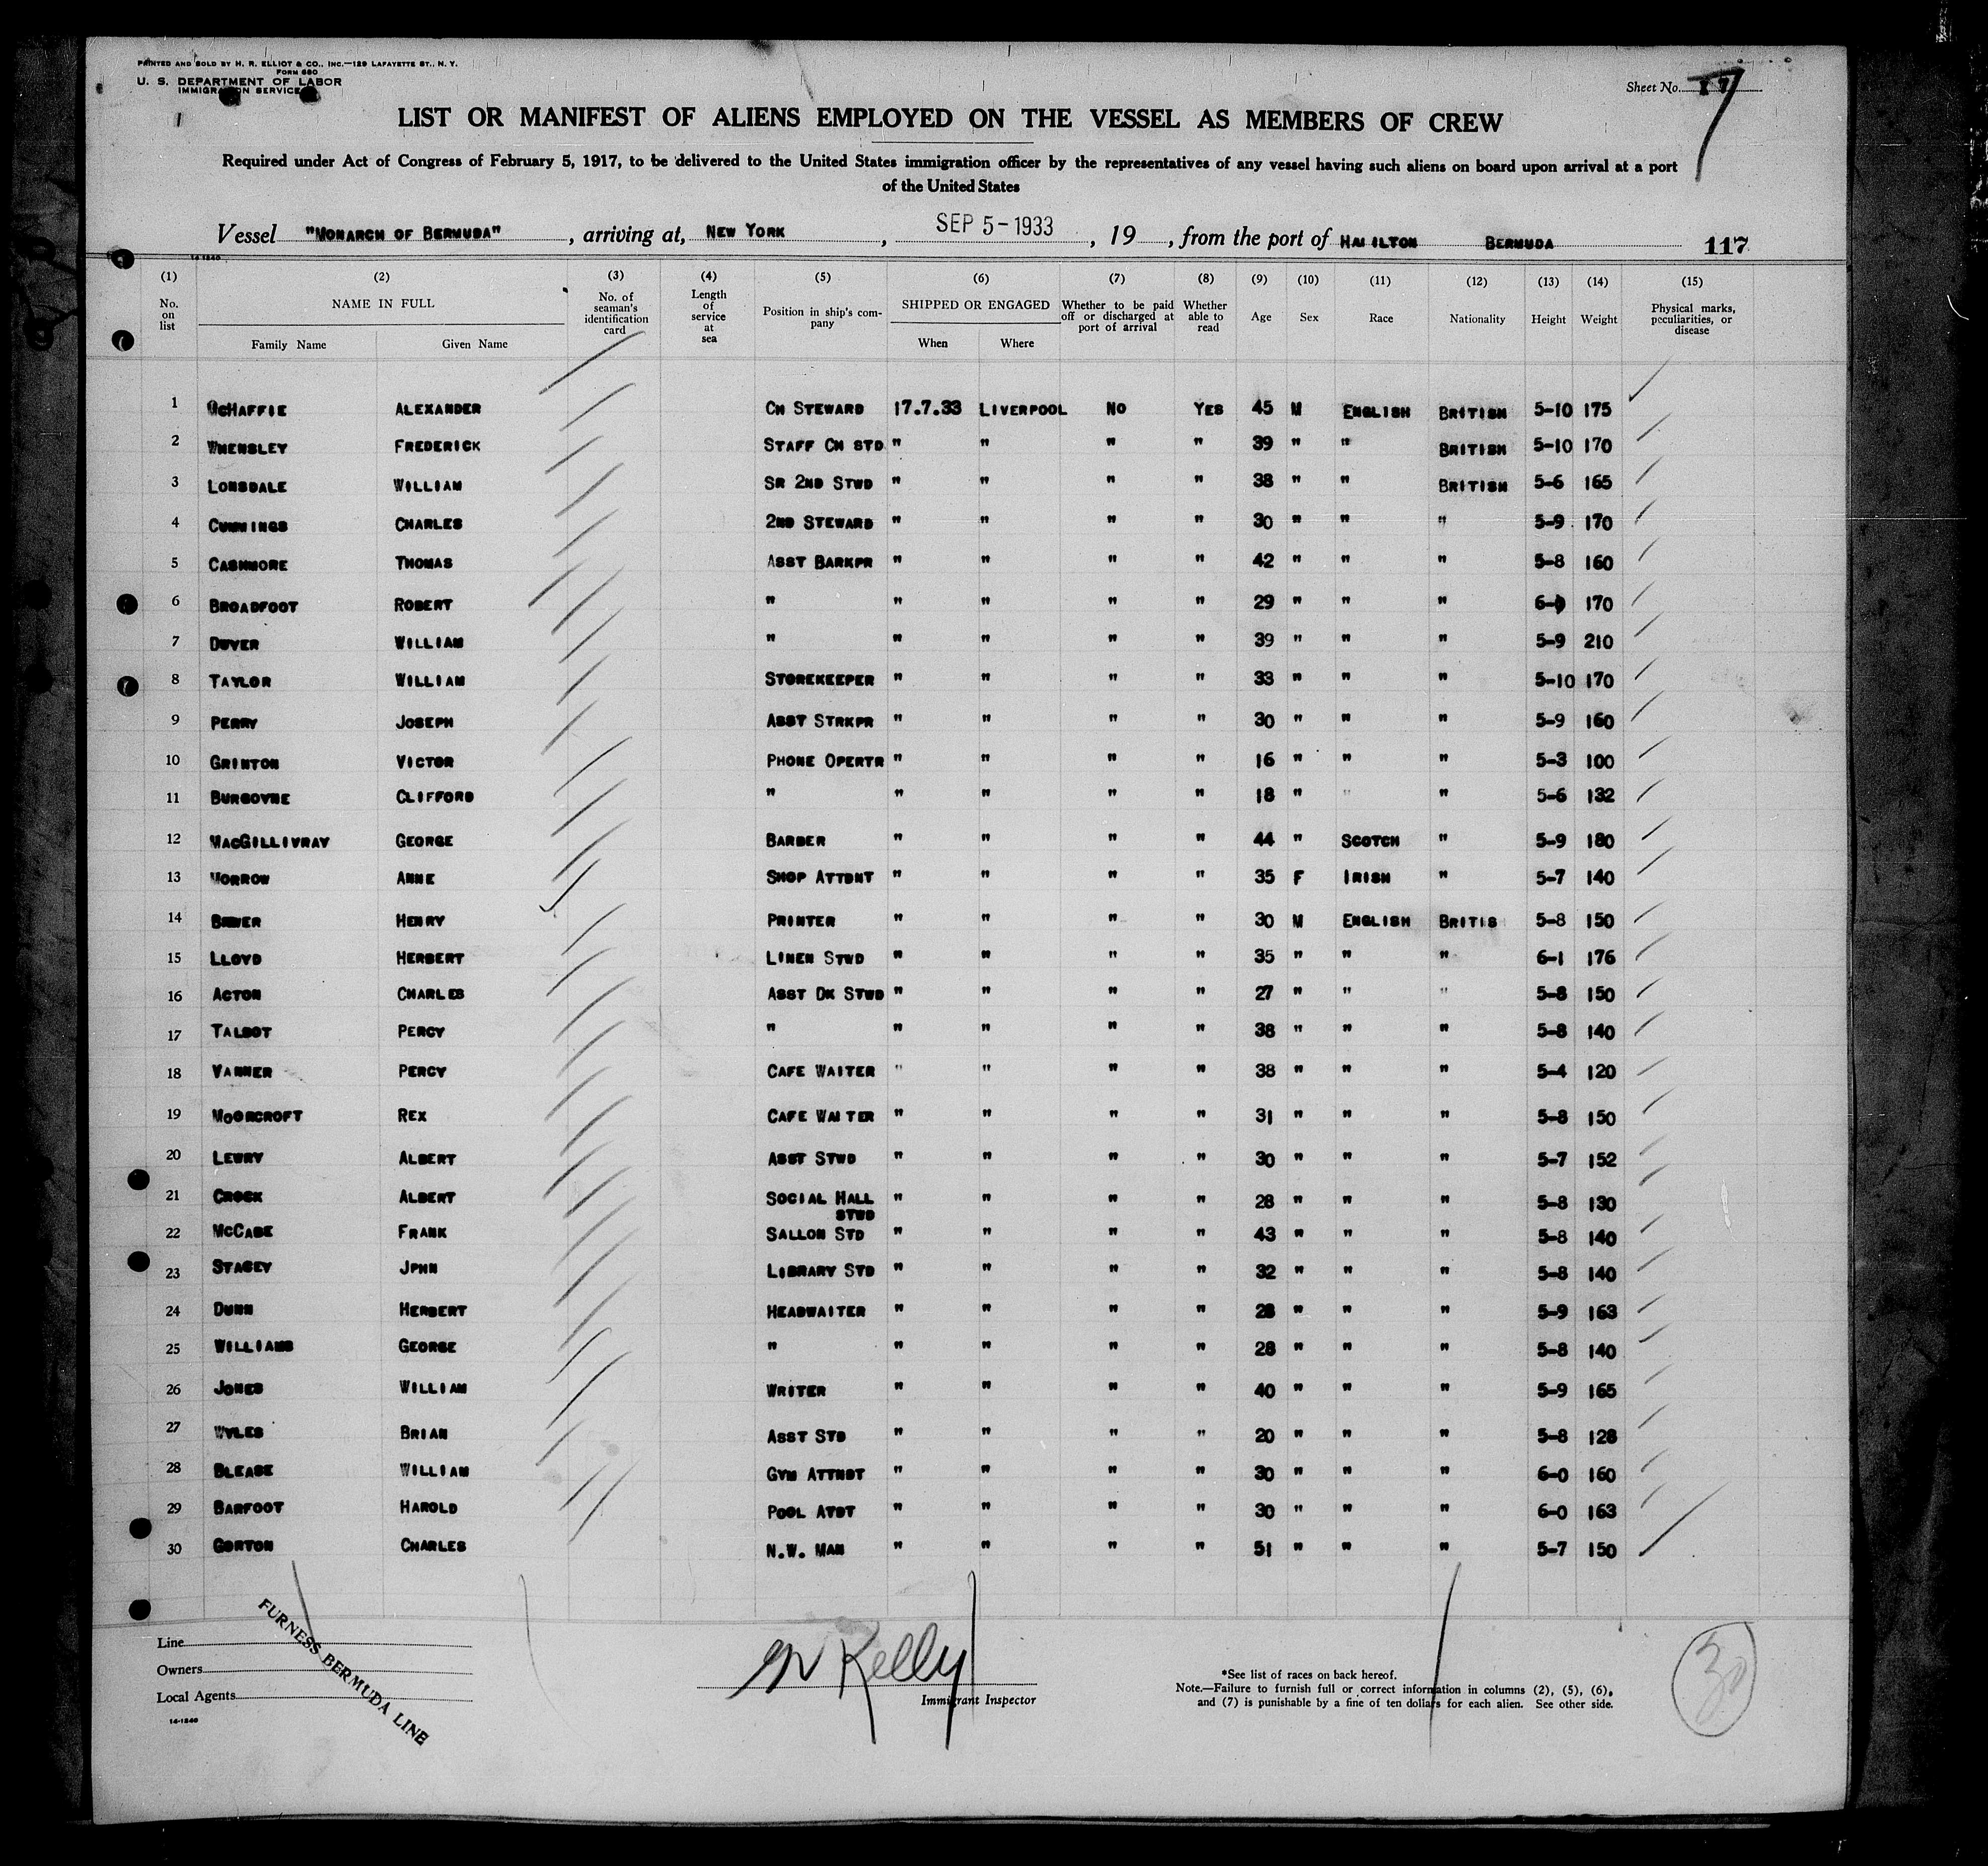 PRINTED AND SOLD BY H. R. ELLIOT & CO., INC.—129 LAFAYETTE ST., N. Y.
FORM 680
U. S. DEPARTMENT OF LABOR
IMMIGRATION SERVICE
Sheet No. 7
LIST OR MANIFEST OF ALIENS EMPLOYED ON THE VESSEL AS MEMBERS OF CREW
Required under Act of Congress of February 5, 1917, to be delivered to the United States immigration officer by the representatives of any vessel having such aliens on board upon arrival at a port
of the United States
Vessel "MONARCH OF BERMUDA", arriving at, NEW YORK, SEP 5-1933, 19, from the port of HAMILTON BERMUDA 117
14-1240
(1) (2) (3) (4) (5) (6) (7) (8) (9) (10) (11) (12) (13) (14) (15)
No. on list NAME IN FULL Family Name Given Name No. of seaman's identification card Length of service at sea Position in ship's company SHIPPED OR ENGAGED When Where Whether to be paid off or discharged at port of arrival Whether able to read Age Sex Race Nationality Height Weight Physical marks, peculiarities, or disease
1 McHAFFIE ALEXANDER CH STEWARD 17.7.33 LIVERPOOL NO YES 45 M ENGLISH BRITISH 5-10 175
2 WHENSLEY FREDERICK STAFF CH STD " " " " 39 " " BRITISH 5-10 170
3 LONSDALE WILLIAM SR 2ND STWD " " " " 38 " " BRITISH 5-6 165
4 CUMMINGS CHARLES 2ND STEWARD " " " " 30 " " " 5-9 170
5 CASHMORE THOMAS ASST BARKPR " " " " 42 " " " 5-8 160
6 BROADFOOT ROBERT " " " " " 29 " " " 170
7 DWYER WILLIAM " " " " " 39 " " " 5-9 210
8 TAYLOR WILLIAM STOREKEEPER " " " " 33 " " " 5-10 170
9 PERRY JOSEPH ASST STRKPR " " " " 30 " " " 5-9 160
10 GRINTON VICTOR PHONE OPERTR " " " " 16 " " " 5-3 100
11 BURGOYNE CLIFFORD " " " " " 18 " " " 5-6 132
12 MACGILLIVRAY GEORGE BARBER " " " " 44 " SCOTCH " 5-9 180
13 MORROW ANNE SHOP ATTDNT " " " " 35 F IRISH " 5-7 140
14 HENRY PRINTER " " " " 30 M ENGLISH BRITIS 5-8 150
15 LLOYD HERBERT LINEN STWD " " " " 35 " " " 6-1 176
16 ACTON CHARLES ASST DK STWD " " " " 27 " " " 5-8 150
17 TALBOT PERCY " " " " " 38 " " " 5-8 140
18 VANNER PERCY CAFE WAITER " " " " 38 " " " 5-4 120
19 MOORCROFT REX CAFE WAITER " " " " 31 " " " 5-8 150
20 LEWRY ALBERT ASST STWD " " " " 30 " " " 5-7 152
21 CROCK ALBERT SOCIAL HALL " " " " 28 " " " 5-8 130
STWD
22 McCABE FRANK SALLON STD " " " " 43 " " " 5-8 140
23 STACEY JPHN LIBRARY STD " " " " 32 " " " 5-8 140
24 DUNN HERBERT HEADWAITER " " " " 28 " " " 5-9 163
25 WILLIAMS GEORGE " " " " " 28 " " " 5-8 140
26 JONES WILLIAM WRITER " " " " 40 " " " 5-9 165
27 WYLES BRIAN ASST STD " " " " 20 " " " 5-8 128
28 BLEASE WILLIAM GYM ATTNDT " " " " 30 " " " 6-0 160
29 BARFOOT HAROLD POOL ATDT " " " " 30 " " " 6-0 163
30 GORTON CHARLES N.W. MAN " " " " 51 " " " 5-7 150
Line
Owners
Local Agents
14-1240
FURNESS BERMUDA LINE
Kelly
Immigrant Inspector
*See list of races on back hereof.
Note.—Failure to furnish full or correct information in columns (2), (5), (6),
and (7) is punishable by a fine of ten dollars for each alien. See other side.
30